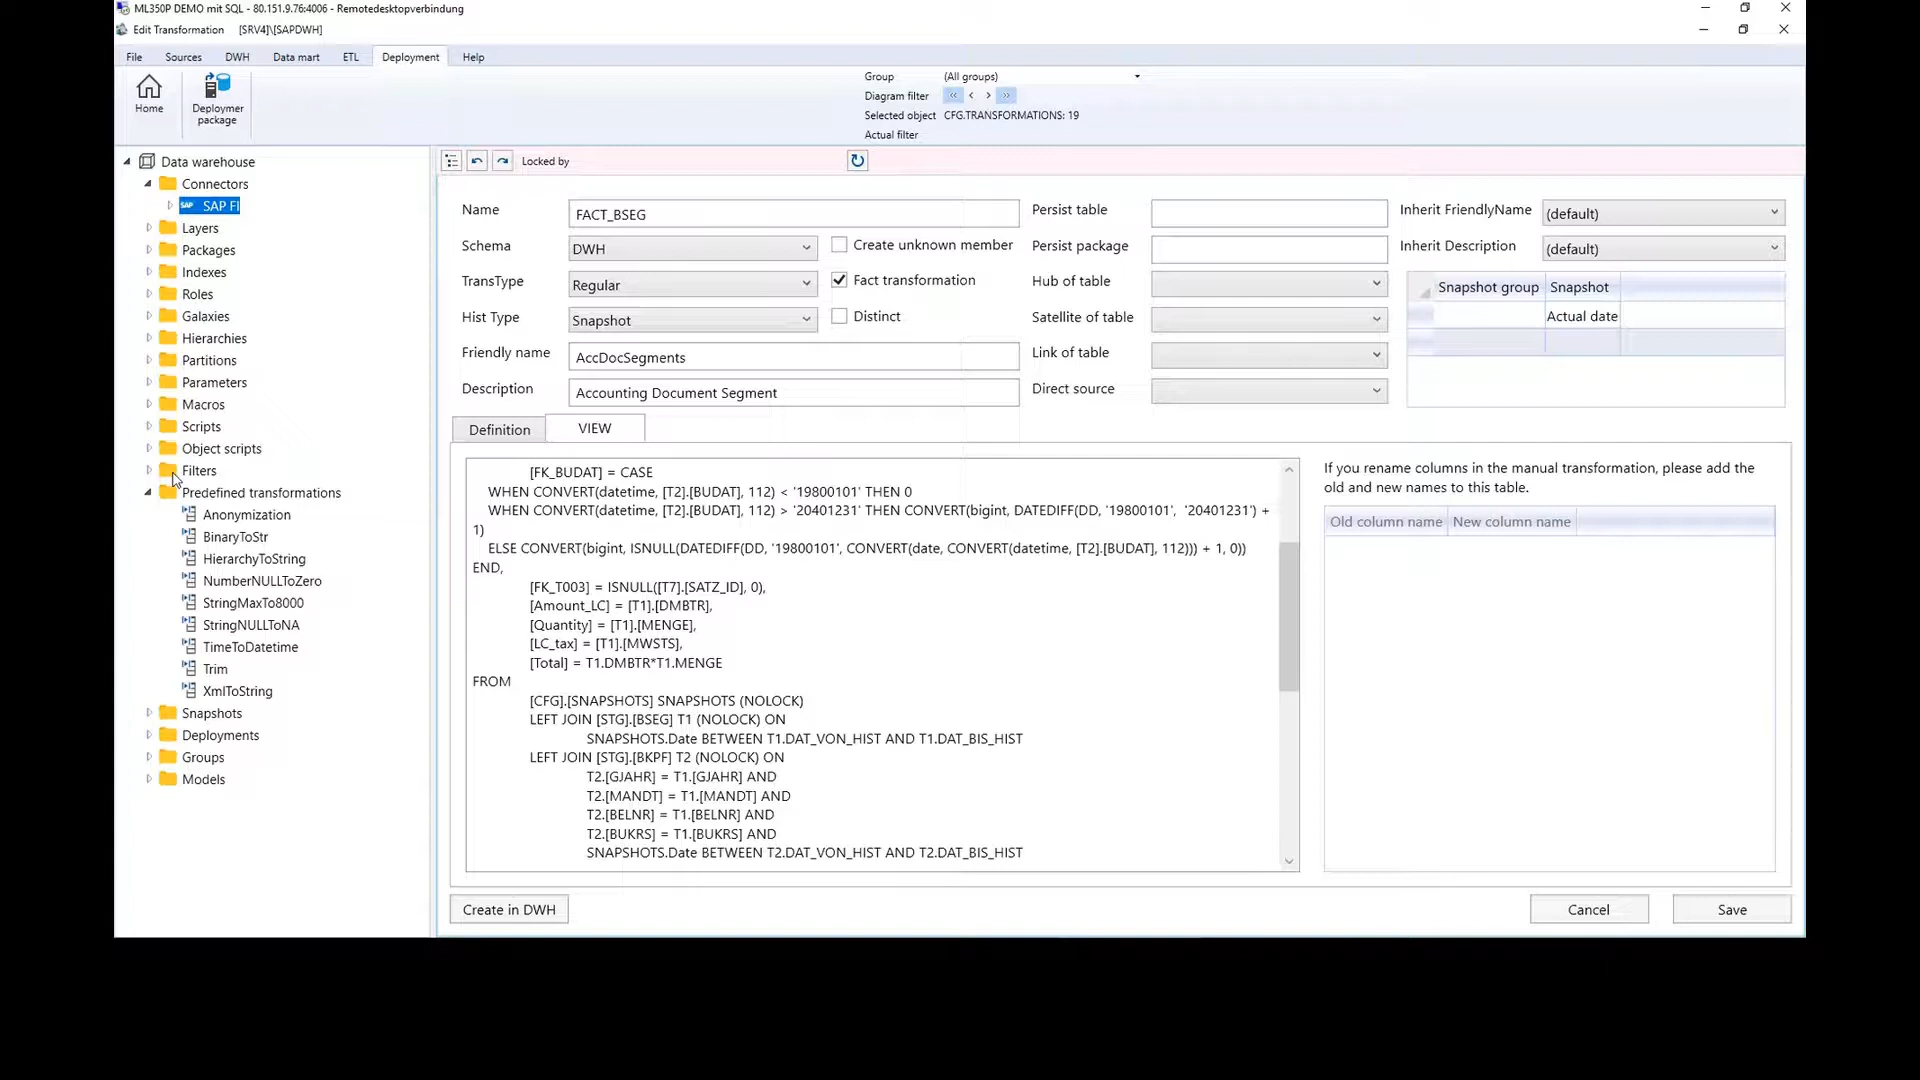 ML350P DEMO mit SQL - 80.151.9.76:4006 - Remotedesktopverbindung
Edit Transformation [SRV4]\[SAPDWH]
File Sources DWH Data mart ETL Deployment Help
Home
Deploymer
package
Group (All groups)
Diagram filter << < > >>
Selected object CFG.TRANSFORMATIONS: 19
Actual filter
Data warehouse
Connectors
SAP SAP FI
Layers
Packages
Indexes
Roles
Galaxies
Hierarchies
Partitions
Parameters
Macros
Scripts
Object scripts
Filters
Predefined transformations
Anonymization
BinaryToStr
HierarchyToString
NumberNULLToZero
StringMaxTo8000
StringNULLToNA
TimeToDatetime
Trim
XmlToString
Snapshots
Deployments
Groups
Models
Locked by
Name FACT_BSEG
Schema DWH
TransType Regular
Hist Type Snapshot
Friendly name AccDocSegments
Description Accounting Document Segment
Create unknown member
Fact transformation
Distinct
Persist table
Persist package
Hub of table
Satellite of table
Link of table
Direct source
Inherit FriendlyName (default)
Inherit Description (default)
Snapshot group Snapshot
Actual date
Definition VIEW
[FK_BUDAT] = CASE
WHEN CONVERT(datetime, [T2].[BUDAT], 112) < '19800101' THEN 0
WHEN CONVERT(datetime, [T2].[BUDAT], 112) > '20401231' THEN CONVERT(bigint, DATEDIFF(DD, '19800101', '20401231') +
1)
ELSE CONVERT(bigint, ISNULL(DATEDIFF(DD, '19800101', CONVERT(date, CONVERT(datetime, [T2].[BUDAT], 112))) + 1, 0))
END,
[FK_T003] = ISNULL([T7].[SATZ_ID], 0),
[Amount_LC] = [T1].[DMBTR],
[Quantity] = [T1].[MENGE],
[LC_tax] = [T1].[MWSTS],
[Total] = T1.DMBTR*T1.MENGE
FROM
[CFG].[SNAPSHOTS] SNAPSHOTS (NOLOCK)
LEFT JOIN [STG].[BSEG] T1 (NOLOCK) ON
SNAPSHOTS.Date BETWEEN T1.DAT_VON_HIST AND T1.DAT_BIS_HIST
LEFT JOIN [STG].[BKPF] T2 (NOLOCK) ON
T2.[GJAHR] = T1.[GJAHR] AND
T2.[MANDT] = T1.[MANDT] AND
T2.[BELNR] = T1.[BELNR] AND
T2.[BUKRS] = T1.[BUKRS] AND
SNAPSHOTS.Date BETWEEN T2.DAT_VON_HIST AND T2.DAT_BIS_HIST
If you rename columns in the manual transformation, please add the
old and new names to this table.
Old column name New column name
Create in DWH
Cancel
Save